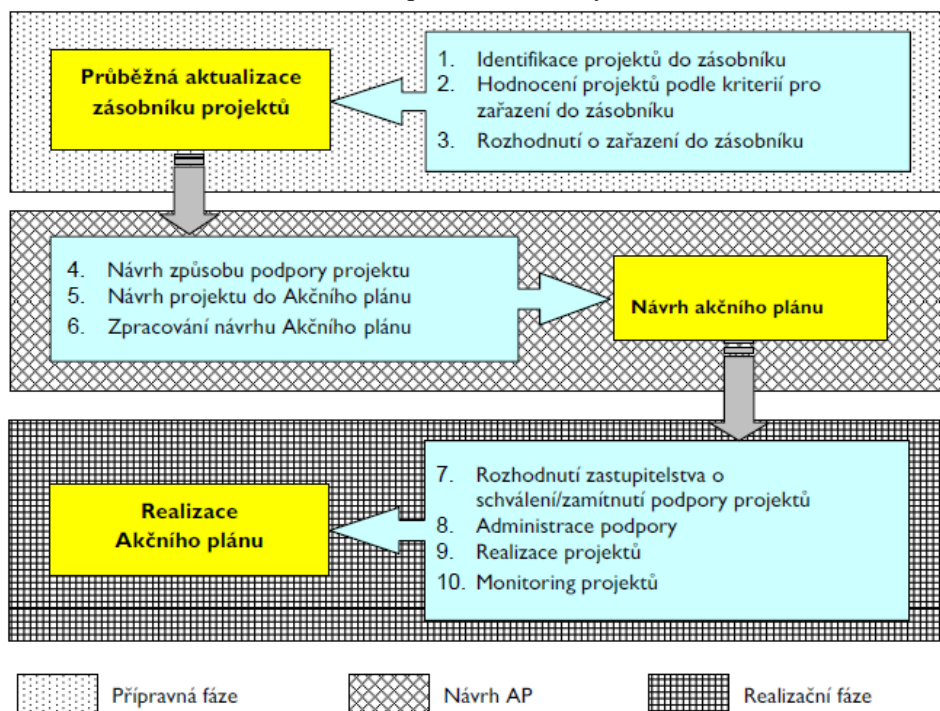 Průběžná aktualizace
zásobníku projektů
1. Identifikace projektů do zásobníku
2. Hodnocení projektů podle kriterií pro
zařazení do zásobníku
3. Rozhodnutí o zařazení do zásobníku
4. Návrh způsobu podpory projektu
5. Návrh projektu do Akčního plánu
6. Zpracování návrhu Akčního plánu
Návrh akčního plánu
7. Rozhodnutí zastupitelstva o
schválení/zamítnutí podpory projektů
8. Administrace podpory
9. Realizace projektů
10. Monitoring projektů
Realizace
Akčního plánu
Přípravná fáze
Návrh AP
Realizační fáze